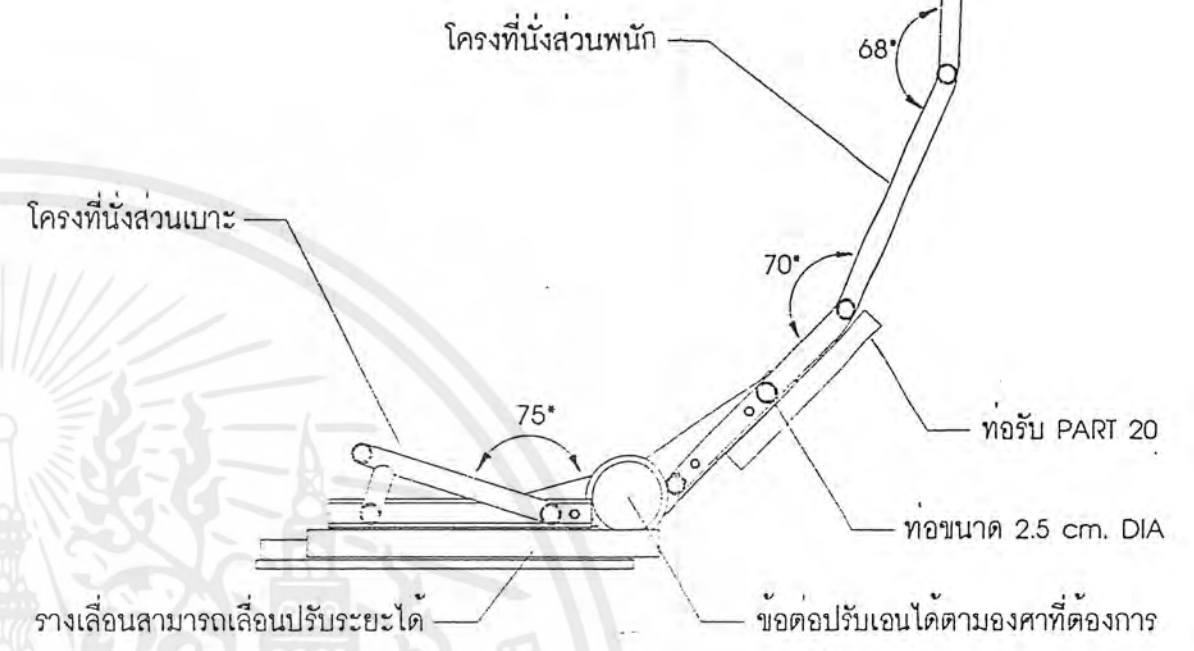 โครงที่นั่งส่วนพนัก
68°
โครงที่นั่งส่วนเบาะ
70°
75°
ท่อรับ PART 20
ท่อขนาด 2.5 cm. DIA
รางเลื่อนสามารถเลื่อนปรับระยะได้
ข้อต่อปรับเอนได้ตามองศาที่ต้องการ